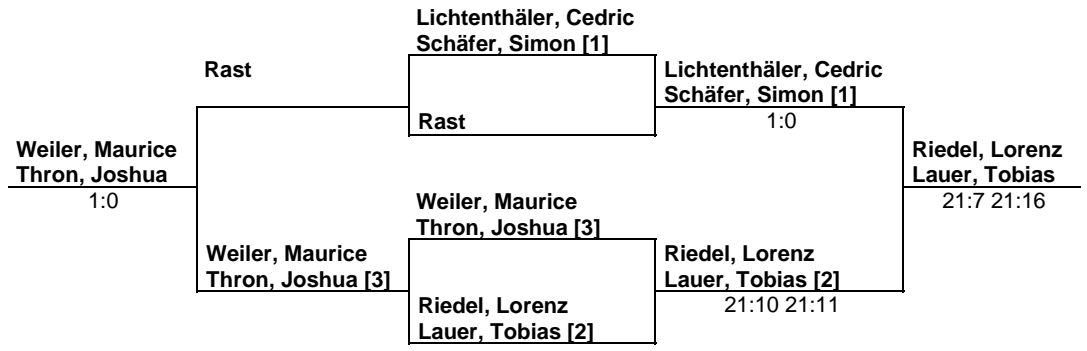 Lichtenthäler, Cedric
Schäfer, Simon [1]
Rast
Lichtenthäler, Cedric
Schäfer, Simon [1]
Rast
1:0
Weiler, Maurice
Thron, Joshua
1:0
Riedel, Lorenz
Lauer, Tobias
21:7 21:16
Weiler, Maurice
Thron, Joshua [3]
Weiler, Maurice
Thron, Joshua [3]
Riedel, Lorenz
Lauer, Tobias [2]
21:10 21:11
Riedel, Lorenz
Lauer, Tobias [2]